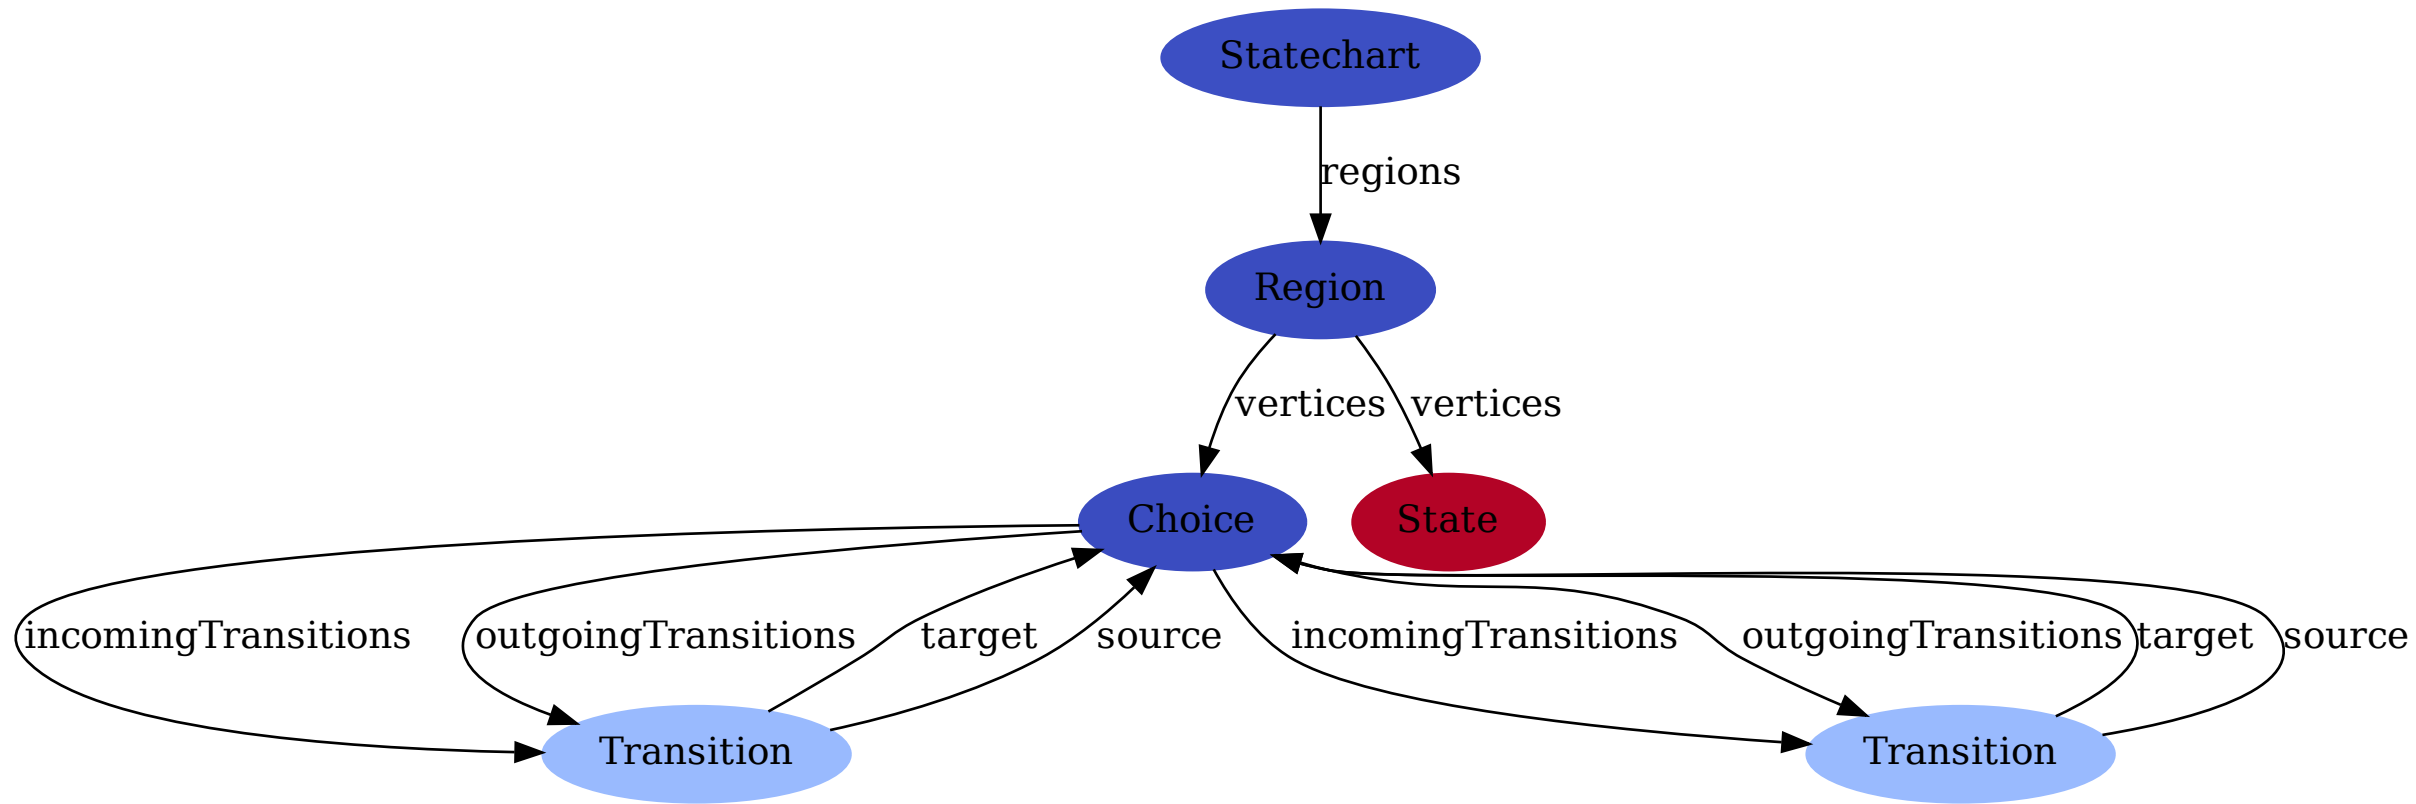 Statechart
regions
Region
vertices
vertices
Choice
State
incomingTransitions
outgoingTransitions
target
source
incomingTransitions
outgoingTransitions
target
source
Transition
Transition